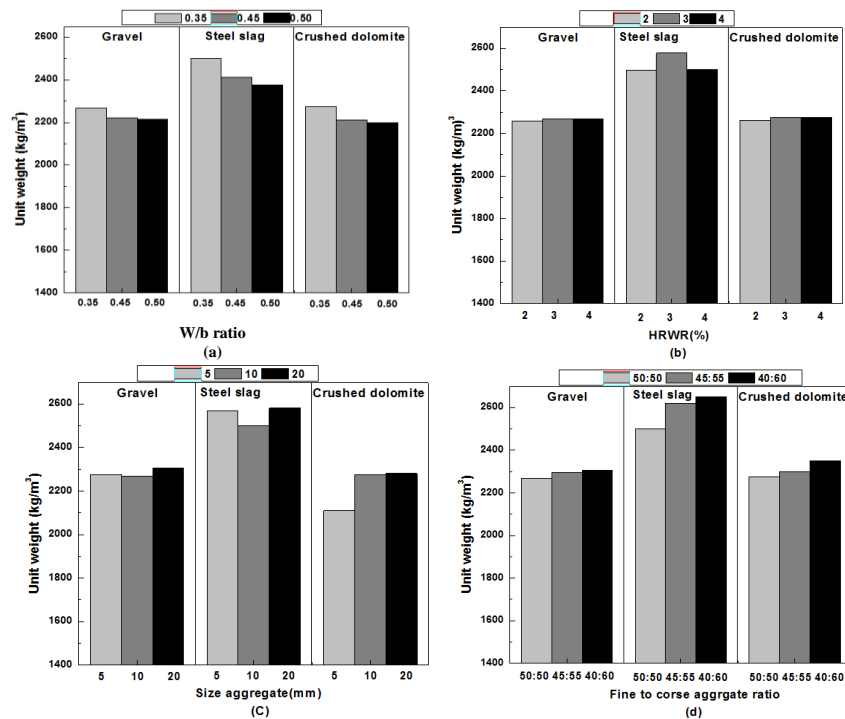 0.35 0.45 0.50
Gravel Steel slag Crushed dolomite
Unit weight (kg/m³)
2600
2400
2200
2000
1800
1600
1400
0.35 0.45 0.50 0.35 0.45 0.50 0.35 0.45 0.50
W/b ratio
(a)
2 3 4
Gravel Steel slag Crushed dolomite
Unit weight (kg/m)³
2600
2400
2200
2000
1800
1600
1400
2 3 4 2 3 4 2 3 4
HRWR(%)
(b)
5 10 20
Gravel Steel slag Crushed dolomite
Unit weight (kg/m³)
2600
2400
2200
2000
1800
1600
1400
5 10 20 5 10 20 5 10 20
Size aggregate(mm)
(C)
50:50 45:55 40:60
Gravel Steel slag Crushed dolomite
Unit weight (kg/m³)
2600
2400
2200
2000
1800
1600
1400
50:50 45:55 40:60 50:50 45:55 40:60 50:50 45:55 40:60
Fine to corse aggrgate ratio
(d)